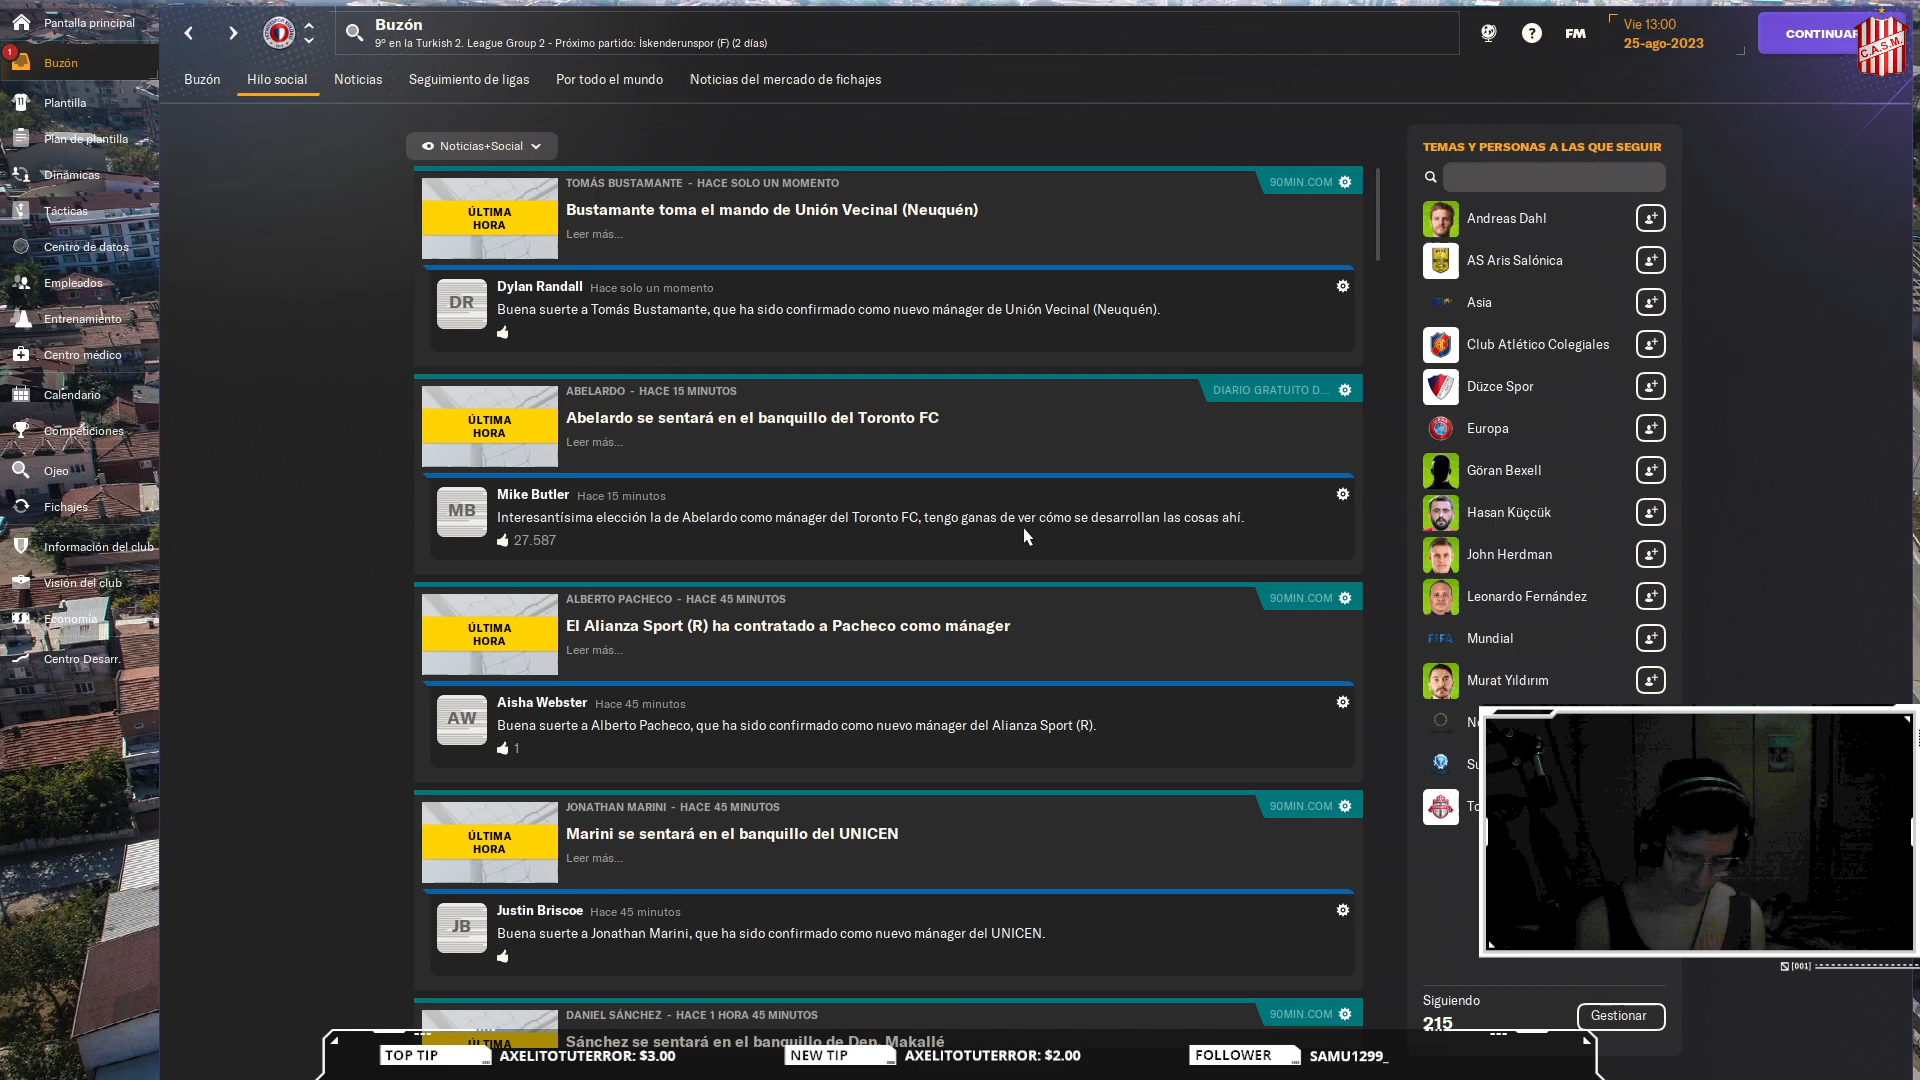 Pantalla principal
1
Buzón
Plantilla
Plan de plantilla
Dinámicas
Tácticas
Centro de datos
Empleados
Entrenamiento
Centro médico
Calendario
Competiciones
Ojeo
Fichajes
Información del club
Visión del club
Economía
Centro Desarr.
Buzón
9º en la Turkish 2. League Group 2 - Próximo partido: İskenderunspor (F) (2 días)
FM
Vie 13:00
25-ago-2023
CONTINUAR
C.A.S.M.
Buzón
Hilo social
Noticias
Seguimiento de ligas
Por todo el mundo
Noticias del mercado de fichajes
Noticias+Social
ÚLTIMA
HORA
TOMÁS BUSTAMANTE - HACE SOLO UN MOMENTO
90MIN.COM
Bustamante toma el mando de Unión Vecinal (Neuquén)
Leer más...
DR
Dylan Randall Hace solo un momento
Buena suerte a Tomás Bustamante, que ha sido confirmado como nuevo mánager de Unión Vecinal (Neuquén).
ÚLTIMA
HORA
ABELARDO - HACE 15 MINUTOS
DIARIO GRATUITO D...
Abelardo se sentará en el banquillo del Toronto FC
Leer más...
MB
Mike Butler Hace 15 minutos
Interesantísima elección la de Abelardo como mánager del Toronto FC, tengo ganas de ver cómo se desarrollan las cosas ahí.
27.587
ÚLTIMA
HORA
ALBERTO PACHECO - HACE 45 MINUTOS
90MIN.COM
El Alianza Sport (R) ha contratado a Pacheco como mánager
Leer más...
AW
Aisha Webster Hace 45 minutos
Buena suerte a Alberto Pacheco, que ha sido confirmado como nuevo mánager del Alianza Sport (R).
1
ÚLTIMA
HORA
JONATHAN MARINI - HACE 45 MINUTOS
90MIN.COM
Marini se sentará en el banquillo del UNICEN
Leer más...
JB
Justin Briscoe Hace 45 minutos
Buena suerte a Jonathan Marini, que ha sido confirmado como nuevo mánager del UNICEN.
ÚLTIMA
DANIEL SÁNCHEZ - HACE 1 HORA 45 MINUTOS
90MIN.COM
Sánchez se sentará en el banquillo de Dep. Makallé
TEMAS Y PERSONAS A LAS QUE SEGUIR
Andreas Dahl
AS Aris Salónica
Asia
Club Atlético Colegiales
Düzce Spor
Europa
Göran Bexell
Hasan Küçcük
John Herdman
Leonardo Fernández
FIFA
Mundial
Murat Yıldırım
[001]
Siguiendo
215
Gestionar
TOP TIP
AXELITOTUTERROR: $3.00
NEW TIP
AXELITOTUTERROR: $2.00
FOLLOWER
SAMU1299_